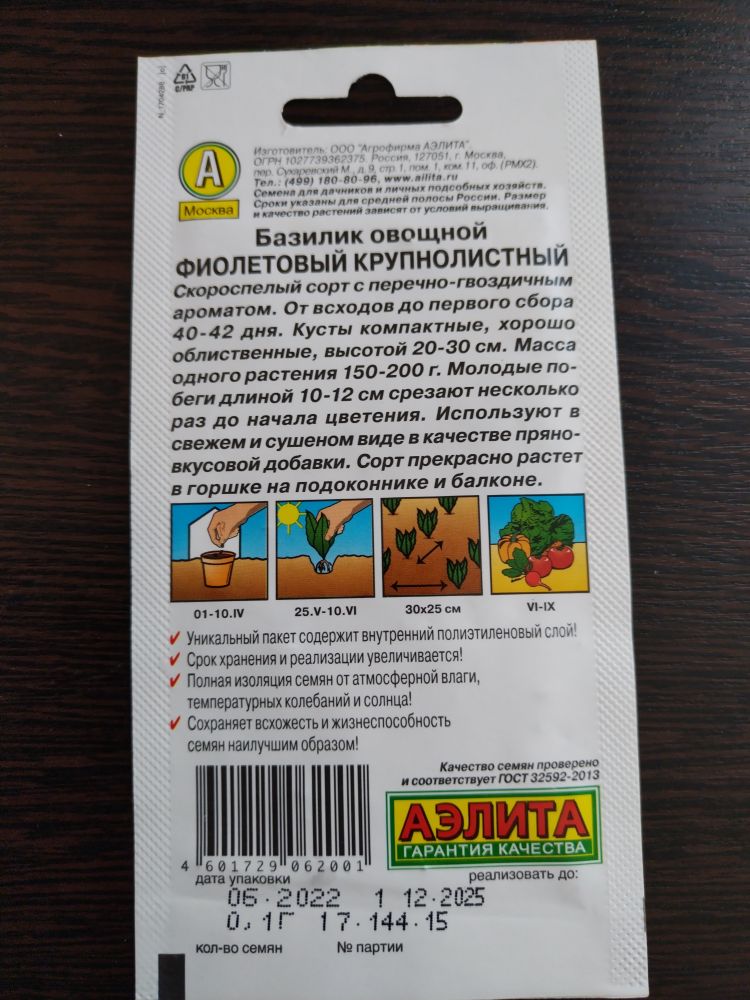 81
C/PAP
Изготовитель: ООО "Агрофирма АЭЛИТА".
ОГРН 1027739362375. Россия, 127051, г. Москва,
пер. Сухаревский М., д.9, стр.1, пом. 1, ком.11, оф. (РМХ2).
Тел.: (499) 180-80-96, www.ailita.ru
Семена для дачников и личных подсобных хозяйств.
Сроки указаны для средней полосы России. Размер
и качество растений зависят от условий выращивания.
А
Москва
Базилик овощной
ФИОЛЕТОВЫЙ КРУПНОЛИСТНЫЙ
Скороспелый сорт с перечно-гвоздичным
ароматом. От всходов до первого сбора
40-42 дня. Кусты компактные, хорошо
облиственные, высотой 20-30 см. Масса
одного растения 150-200 г. Молодые по-
беги длиной 10-12 см срезают несколько
раз до начала цветения. Используют в
свежем и сушеном виде в качестве пряно-
вкусовой добавки. Сорт прекрасно растет
в горшке на подоконнике и балконе.
01-10.IV 25.V-10.VI 30х25 см VI-IX
Уникальный пакет содержит внутренний полиэтиленовый слой!
Срок хранения и реализации увеличивается!
Полная изоляция семян от атмосферной влаги,
температурных колебаний и солнца!
Сохраняет всхожесть и жизнеспособность
семян наилучшим образом!
Качество семян проверено
и соответствует ГОСТ 32592-2013
АЭЛИТА
ГАРАНТИЯ КАЧЕСТВА
4 601729 062001
дата упаковки реализовать до:
06.2022 1 12.2025
0,1Г 17.144.15
кол-во семян № партии